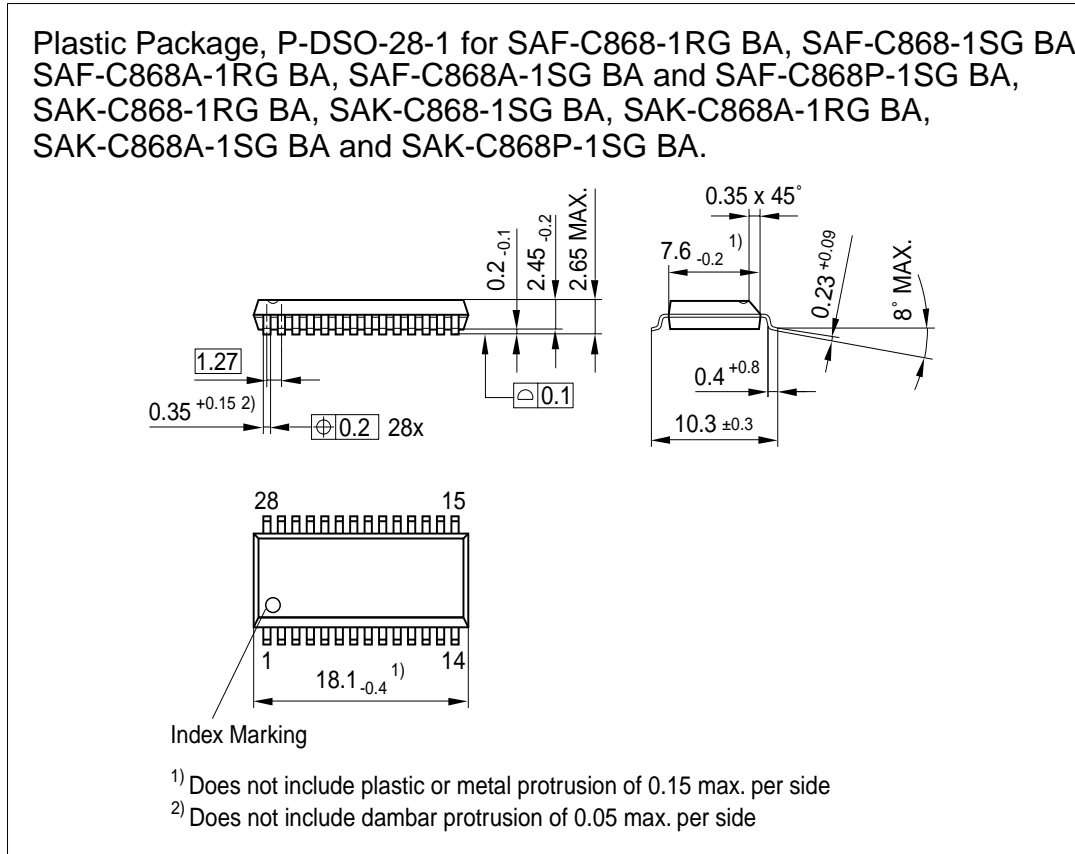 Plastic Package, P-DSO-28-1 for SAF-C868-1RG BA, SAF-C868-1SG BA
SAF-C868A-1RG BA, SAF-C868A-1SG BA and SAF-C868P-1SG BA,
SAK-C868-1RG BA, SAK-C868-1SG BA, SAK-C868A-1RG BA,
SAK-C868A-1SG BA and SAK-C868P-1SG BA.
0.2 -0.1
2.45 -0.2
2.65 MAX.
1.27
0.35 +0.15 2)
0.2 28x
0.1
0.35 x 45°
7.6 -0.2 1)
0.23 +0.09
8° MAX.
0.4 +0.8
10.3 ±0.3
28 15
1 14
18.1 -0.4 1)
Index Marking
1) Does not include plastic or metal protrusion of 0.15 max. per side
2) Does not include dambar protrusion of 0.05 max. per side